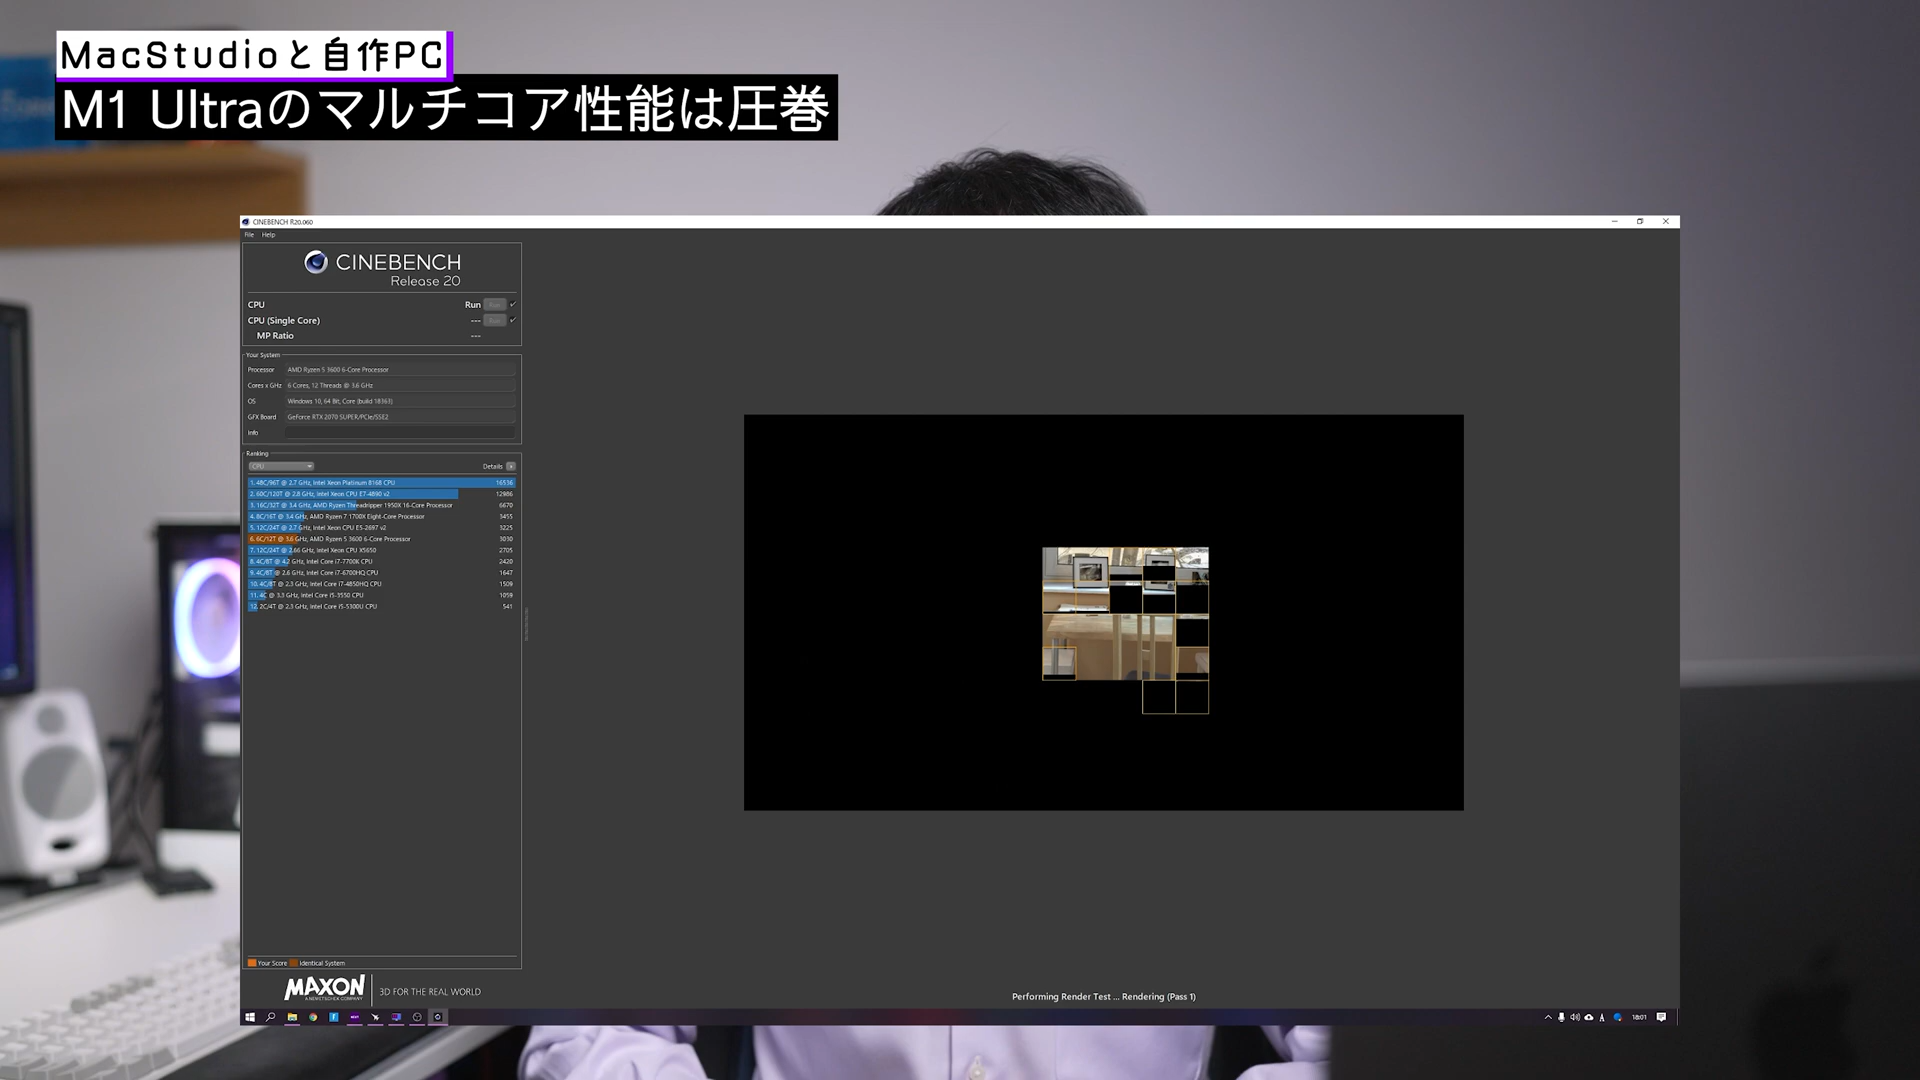 MacStudioと自作PC
M1 Ultraのマルチコア性能は圧巻
CINEBENCH R20.060
File Help
CINEBENCH
Release 20
CPU Run Run
CPU (Single Core) --- Run
MP Ratio ---
Your System
Processor AMD Ryzen 5 3600 6-Core Processor
Cores x GHz 6 Cores, 12 Threads @ 3.6 GHz
OS Windows 10, 64 Bit, Core (build 18363)
GFX Board GeForce RTX 2070 SUPER/PCIe/SSE2
Info
Ranking
CPU Details
1. 48C/96T @ 2.7 GHz, Intel Xeon Platinum 8168 CPU 16536
2. 60C/120T @ 2.8 GHz, Intel Xeon CPU E7-4890 v2 12986
3. 16C/32T @ 3.4 GHz, AMD Ryzen Threadripper 1950X 16-Core Processor 6670
4. 8C/16T @ 3.4 GHz, AMD Ryzen 7 1700X Eight-Core Processor 3455
5. 12C/24T @ 2.7 GHz, Intel Xeon CPU E5-2697 v2 3225
6. 6C/12T @ 3.6 GHz, AMD Ryzen 5 3600 6-Core Processor 3030
7. 12C/24T @ 2.66 GHz, Intel Xeon CPU X5650 2705
8. 4C/8T @ 4.2 GHz, Intel Core i7-7700K CPU 2420
9. 4C/8T @ 2.6 GHz, Intel Core i7-6700HQ CPU 1647
10. 4C/8T @ 2.3 GHz, Intel Core i7-4850HQ CPU 1509
11. 4C @ 3.3 GHz, Intel Core i5-3550 CPU 1059
12. 2C/4T @ 2.3 GHz, Intel Core i5-5300U CPU 541
Your Score Identical System
MAXON
A NEMETSCHEK COMPANY
3D FOR THE REAL WORLD
Performing Render Test ... Rendering (Pass 1)
A 18:01